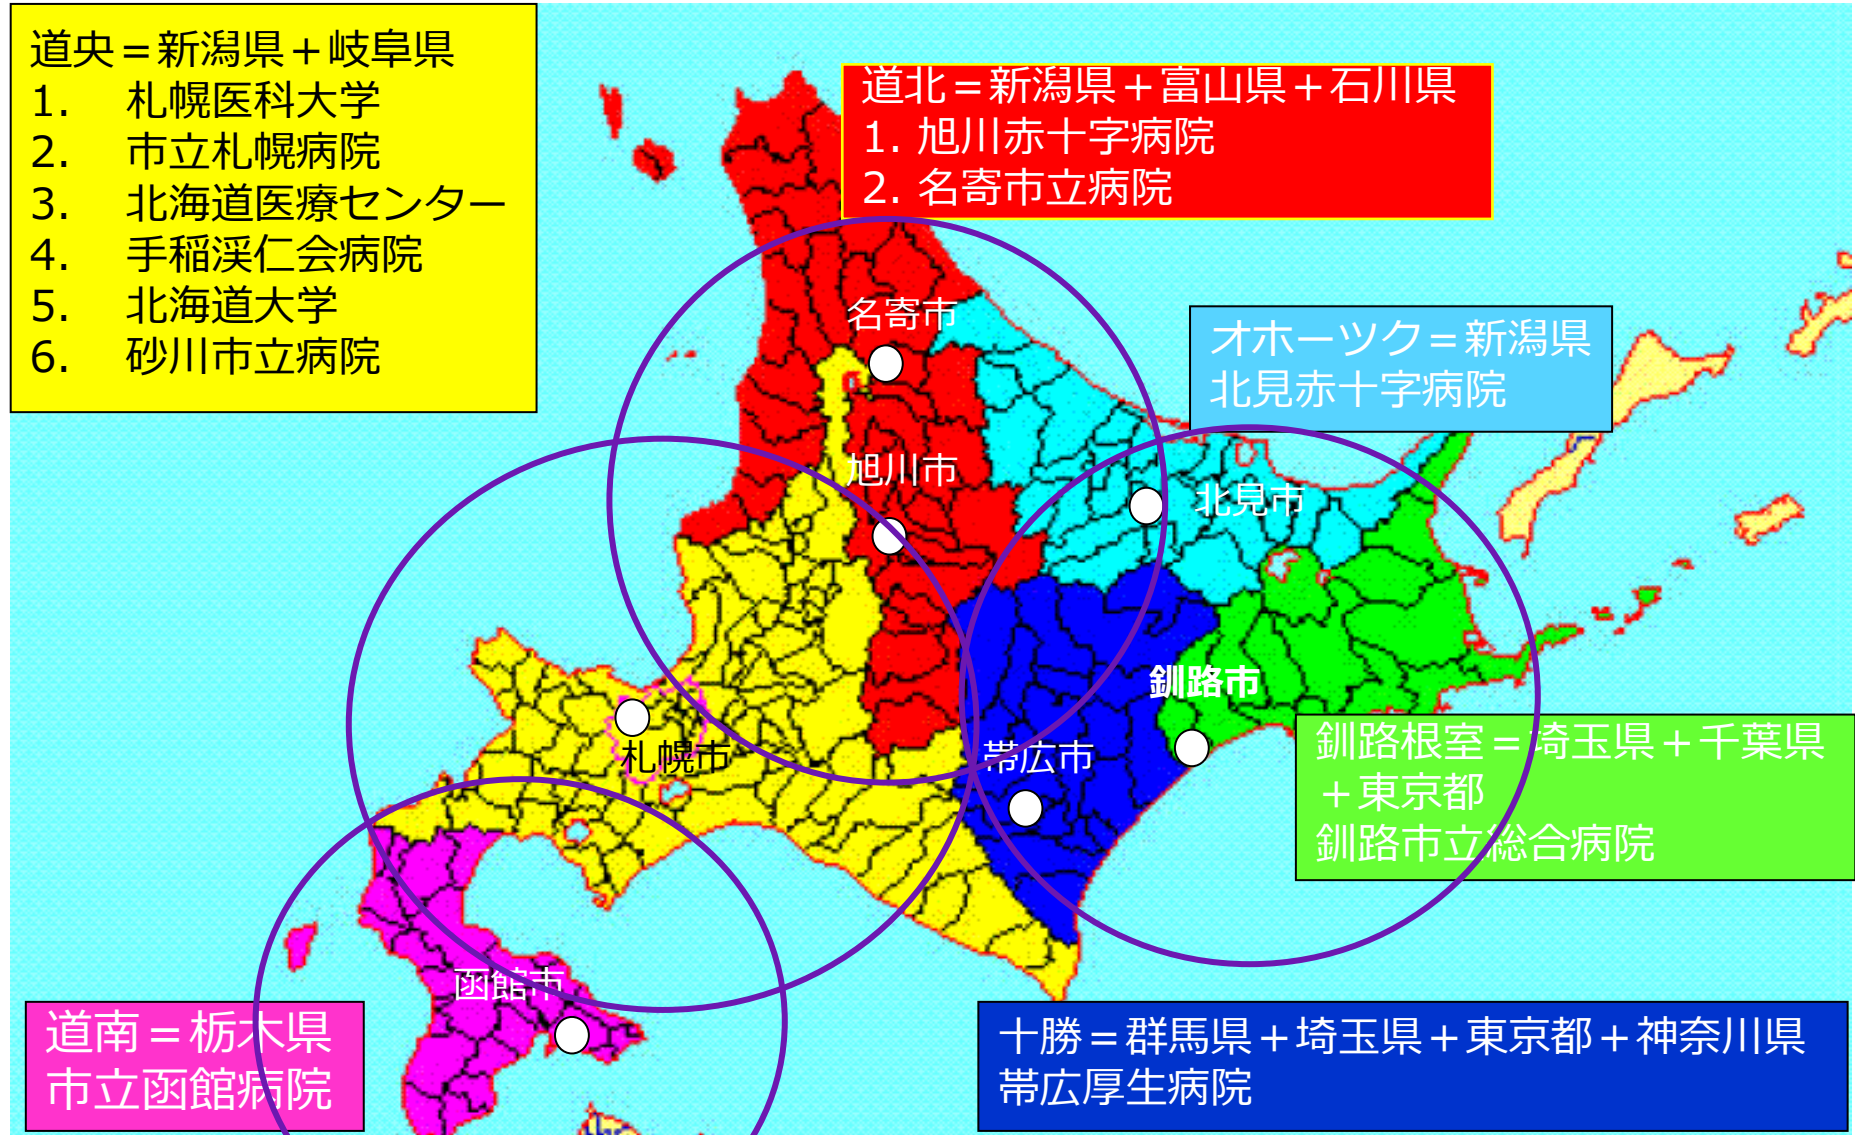 道央＝新潟県＋岐阜県
1. 札幌医科大学
2. 市立札幌病院
3. 北海道医療センター
4. 手稲渓仁会病院
5. 北海道大学
6. 砂川市立病院
道北＝新潟県＋富山県＋石川県
1. 旭川赤十字病院
2. 名寄市立病院
名寄市
オホーツク＝新潟県
北見赤十字病院
旭川市
北見市
釧路市
札幌市
帯広市
釧路根室＝埼玉県＋千葉県
＋東京都
釧路市立総合病院
函館市
道南＝栃木県
市立函館病院
十勝＝群馬県＋埼玉県＋東京都＋神奈川県
帯広厚生病院